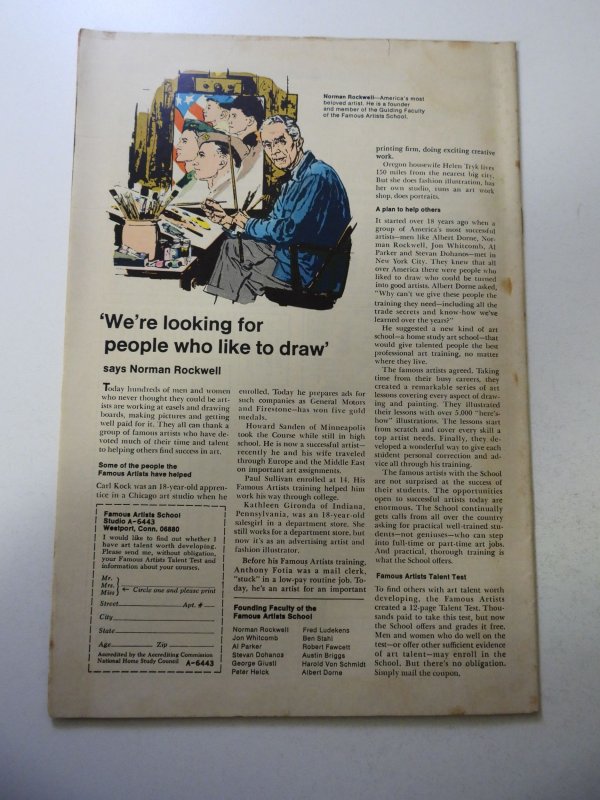 Norman Rockwell—America's most
beloved artist. He is a founder
and member of the Guiding Faculty
of the Famous Artists School.
'We're looking for
people who like to draw'
says Norman Rockwell
Today hundreds of men and women
who never thought they could be art-
ists are working at easels and drawing
boards, making pictures and getting
well paid for it. They all can thank a
group of famous artists who have de-
voted much of their time and talent
to helping others find success in art.
Some of the people the
Famous Artists have helped
Carl Kock was an 18-year-old appren-
tice in a Chicago art studio when he
enrolled. Today he prepares ads for
such companies as General Motors
and Firestone—has won five gold
medals.
Howard Sanden of Minneapolis
took the Course while still in high
school. He is now a successful artist—
recently he and his wife traveled
through Europe and the Middle East
on important art assignments.
Paul Sullivan enrolled at 14. His
Famous Artists training helped him
work his way through college.
Kathleen Gironda of Indiana,
Pennsylvania, was an 18-year-old
salesgirl in a department store. She
still works for a department store, but
now it's as an advertising artist and
fashion illustrator.
Before his Famous Artists training,
Anthony Fotia was a mail clerk,
"stuck" in a low-pay routine job. To-
day, he's an artist for an important
printing firm, doing exciting creative
work.
Oregon housewife Helen Tryk lives
150 miles from the nearest big city.
But she does fashion illustration, has
her own studio, runs an art work
shop, does portraits.
A plan to help others
It started over 18 years ago when a
group of America's most successful
artists—men like Albert Dorne, Nor-
man Rockwell, Jon Whitcomb, Al
Parker and Stevan Dohanos—met in
New York City. They knew that all
over America there were people who
liked to draw who could be turned
into good artists. Albert Dorne asked,
"Why can't we give these people the
training they need—including all the
trade secrets and know-how we've
learned over the years?"
He suggested a new kind of art
school—a home study art school—that
would give talented people the best
professional art training, no matter
where they live.
The famous artists agreed. Taking
time from their busy careers, they
created a remarkable series of art
lessons covering every aspect of draw-
ing and painting. They illustrated
their lessons with over 5,000 "here's-
how" illustrations. The lessons start
from scratch and cover every skill a
top artist needs. Finally, they de-
veloped a wonderful way to give each
student personal correction and ad-
vice all through his training.
The famous artists with the School
are not surprised at the success of
their students. The opportunities
open to successful artists today are
enormous. The School continually
gets calls from all over the country
asking for practical well-trained stu-
dents—not geniuses—who can step
into full-time or part-time art jobs.
And practical, thorough training is
what the School offers.
Famous Artists Talent Test
To find others with art talent worth
developing, the Famous Artists
created a 12-page Talent Test. Thou-
sands paid to take this test, but now
the School offers and grades it free.
Men and women who do well on the
test—or offer other sufficient evidence
of art talent—may enroll in the
School. But there's no obligation.
Simply mail the coupon.
Famous Artists School
Studio A-6443
Westport, Conn. 06880
I would like to find out whether I
have art talent worth developing.
Please send me, without obligation,
your Famous Artists Talent Test and
information about your courses.
Mr.
Mrs. ← Circle one and please print
Miss
Street Apt. #
City
State
Age Zip
Accredited by the Accrediting Commission
National Home Study Council A-6443
Founding Faculty of the
Famous Artists School
Norman Rockwell
Jon Whitcomb
Al Parker
Stevan Dohanos
George Giusti
Peter Helck
Fred Ludekens
Ben Stahl
Robert Fawcett
Austin Briggs
Harold Von Schmidt
Albert Dorne